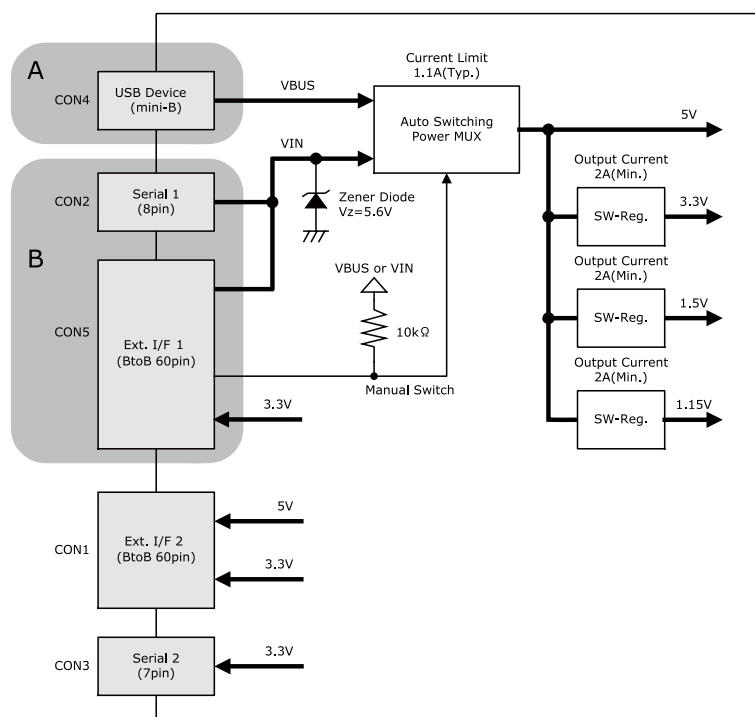 A
CON4
USB Device
(mini-B)
VBUS
Current Limit
1.1A(Typ.)
Auto Switching
Power MUX
5V
VIN
CON2
Serial 1
(8pin)
Zener Diode
Vz=5.6V
Output Current
2A(Min.)
SW-Reg.
3.3V
B
VBUS or VIN
10kΩ
Output Current
2A(Min.)
SW-Reg.
1.5V
CON5
Ext. I/F 1
(BtoB 60pin)
Manual Switch
3.3V
Output Current
2A(Min.)
SW-Reg.
1.15V
CON1
Ext. I/F 2
(BtoB 60pin)
5V
3.3V
CON3
Serial 2
(7pin)
3.3V